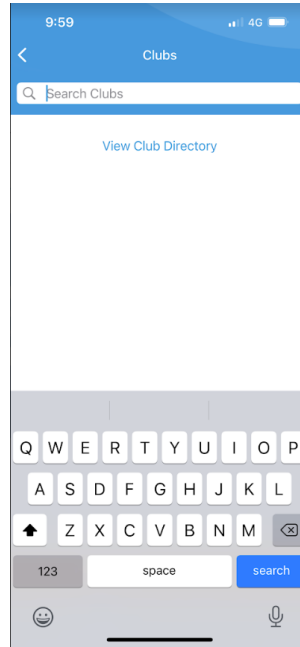 9:59
4G
Clubs
Search Clubs
View Club Directory
Q W E R T Y U I O P
A S D F G H J K L
Z X C V B N M
123 space search